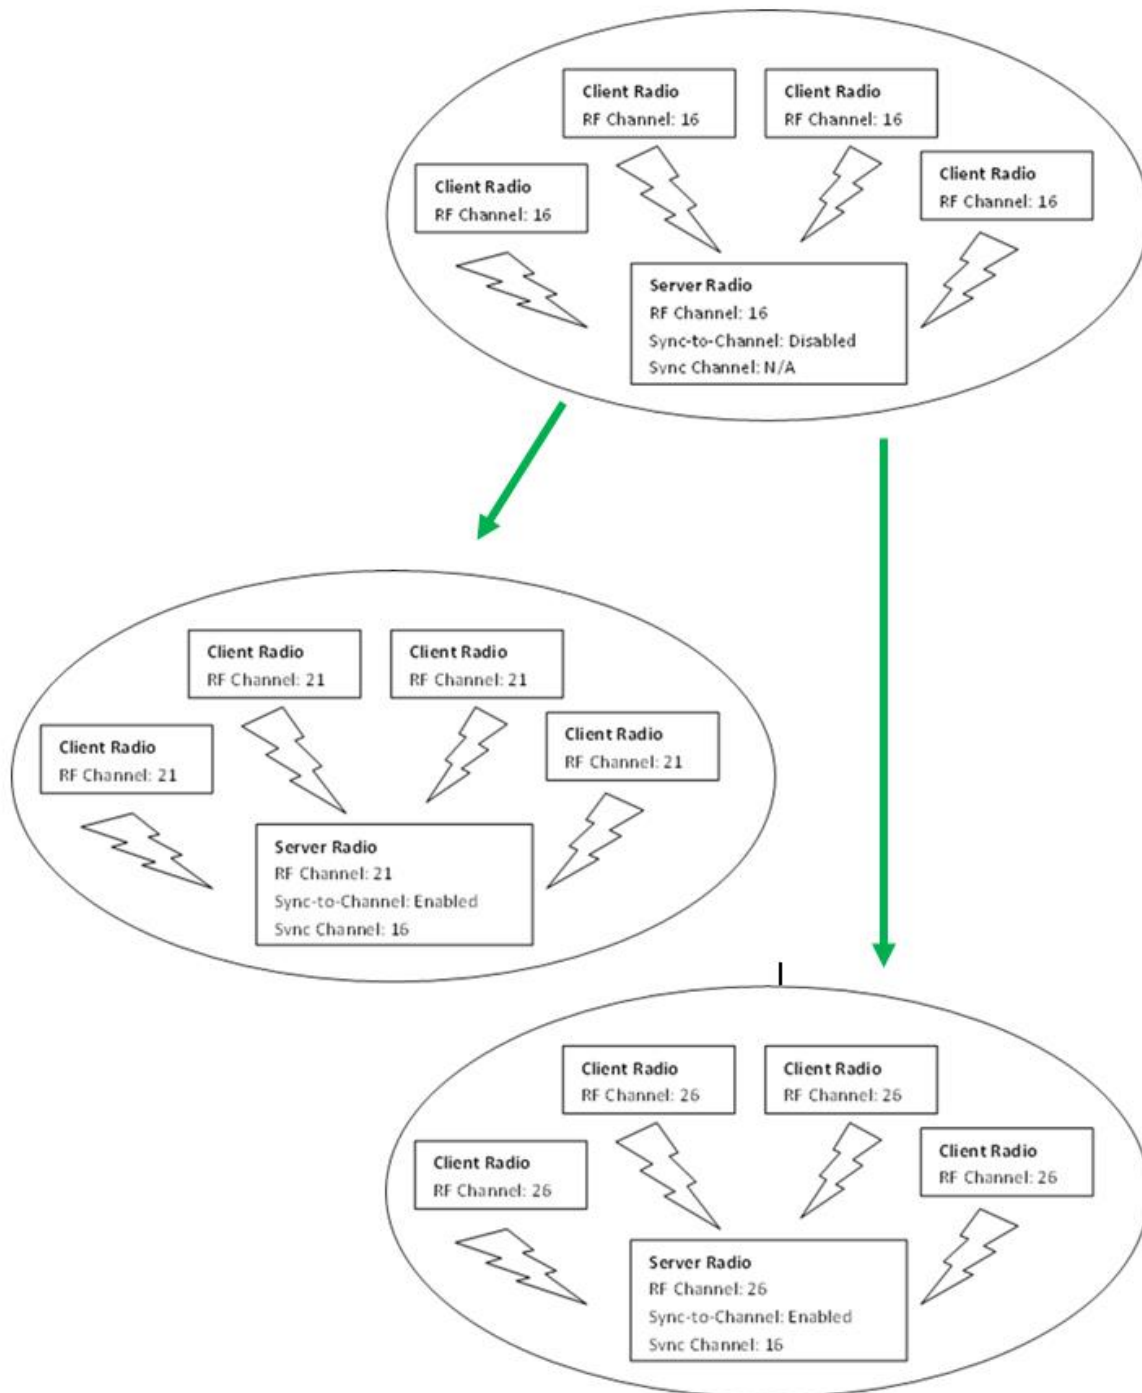 Client Radio
RF Channel: 16
Client Radio
RF Channel: 16
Client Radio
RF Channel: 16
Client Radio
RF Channel: 16
Server Radio
RF Channel: 16
Sync-to-Channel: Disabled
Sync Channel: N/A
Client Radio
RF Channel: 21
Client Radio
RF Channel: 21
Client Radio
RF Channel: 21
Client Radio
RF Channel: 21
Server Radio
RF Channel: 21
Sync-to-Channel: Enabled
Sync Channel: 16
Client Radio
RF Channel: 26
Client Radio
RF Channel: 26
Client Radio
RF Channel: 26
Client Radio
RF Channel: 26
Server Radio
RF Channel: 26
Sync-to-Channel: Enabled
Sync Channel: 16